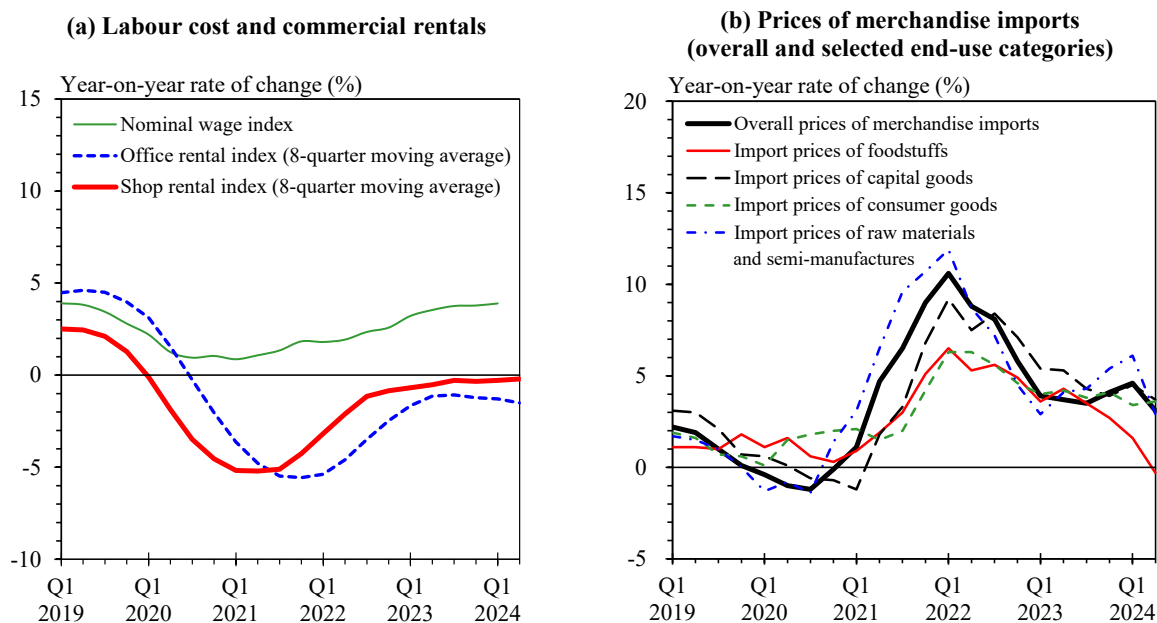 (a) Labour cost and commercial rentals
Year-on-year rate of change (%)
15
10
5
0
-5
-10
Nominal wage index
Office rental index (8-quarter moving average)
Shop rental index (8-quarter moving average)
Q1 Q1 Q1 Q1 Q1 Q1
2019 2020 2021 2022 2023 2024
(b) Prices of merchandise imports
(overall and selected end-use categories)
Year-on-year rate of change (%)
20
15
10
5
0
-5
Overall prices of merchandise imports
Import prices of foodstuffs
Import prices of capital goods
Import prices of consumer goods
Import prices of raw materials
and semi-manufactures
Q1 Q1 Q1 Q1 Q1 Q1
2019 2020 2021 2022 2023 2024